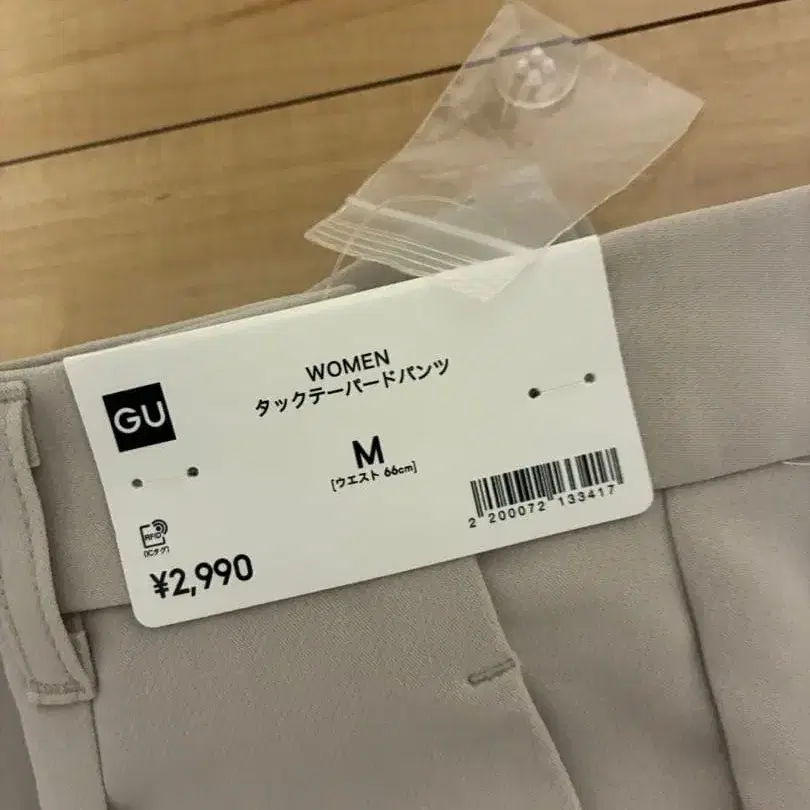 WOMEN
タックテーパードパンツ
GU
M
[ウエスト 66cm]
2 200072 133417
RFID
[ICタグ]
¥2,990